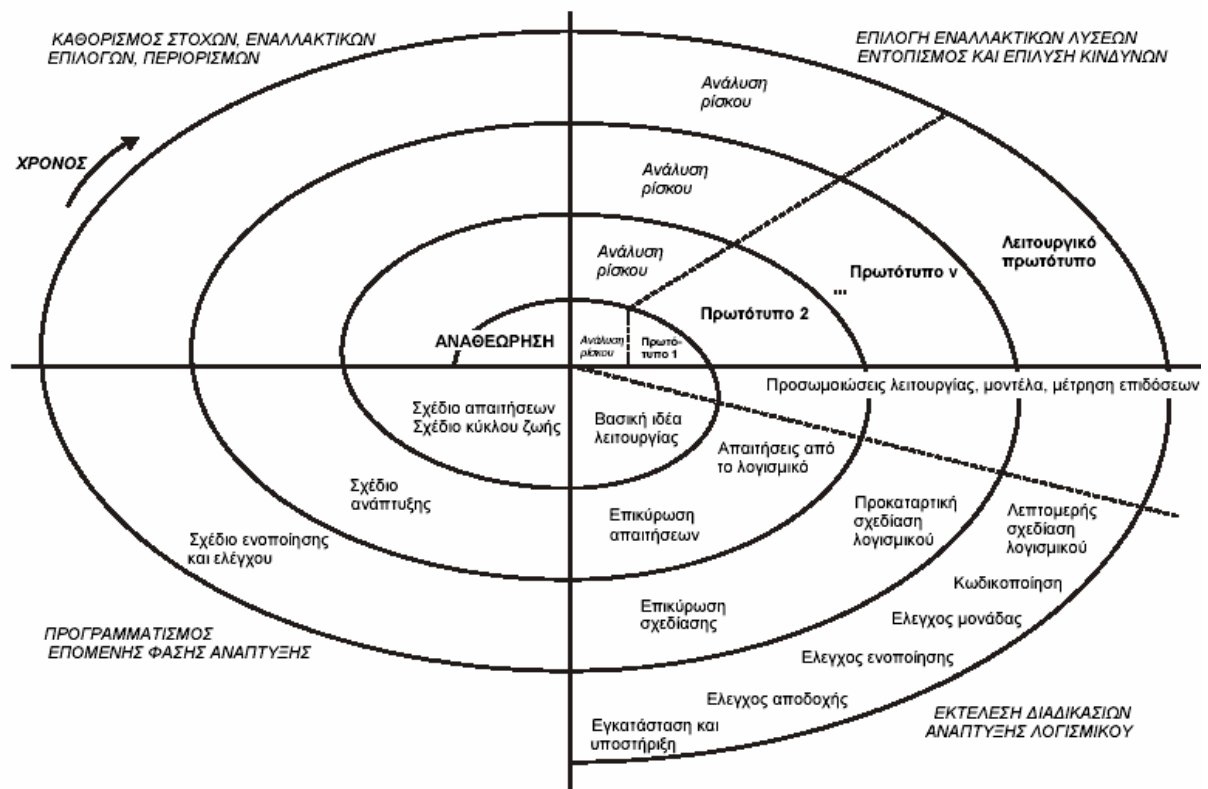 ΚΑΘΟΡΙΣΜΟΣ ΣΤΟΧΩΝ, ΕΝΑΛΛΑΚΤΙΚΩΝ
ΕΠΙΛΟΓΩΝ, ΠΕΡΙΟΡΙΣΜΩΝ
ΕΠΙΛΟΓΗ ΕΝΑΛΛΑΚΤΙΚΩΝ ΛΥΣΕΩΝ
ΕΝΤΟΠΙΣΜΟΣ ΚΑΙ ΕΠΙΛΥΣΗ ΚΙΝΔΥΝΩΝ
ΧΡΟΝΟΣ
Ανάλυση
ρίσκου
Ανάλυση
ρίσκου
Ανάλυση
ρίσκου
Ανάλυση
ρίσκου
Πρωτό-
τυπο 1
Πρωτότυπο 2
Πρωτότυπο ν
...
Λειτουργικό
πρωτότυπο
ΑΝΑΘΕΩΡΗΣΗ
Προσωμοιώσεις λειτουργίας, μοντέλα, μέτρηση επιδόσεων
Σχέδιο απαιτήσεων
Σχέδιο κύκλου ζωής
Βασική ιδέα
λειτουργίας
Απαιτήσεις από
το λογισμικό
Σχέδιο
ανάπτυξης
Επικύρωση
απαιτήσεων
Προκαταρτική
σχεδίαση
λογισμικού
Λεπτομερής
σχεδίαση
λογισμικού
Σχέδιο ενοποίησης
και ελέγχου
Κωδικοποίηση
Επικύρωση
σχεδίασης
Ελεγχος μονάδας
Ελεγχος ενοποίησης
Ελεγχος αποδοχής
Εγκατάσταση και
υποστήριξη
ΠΡΟΓΡΑΜΜΑΤΙΣΜΟΣ
ΕΠΟΜΕΝΗΣ ΦΑΣΗΣ ΑΝΑΠΤΥΞΗΣ
ΕΚΤΕΛΕΣΗ ΔΙΑΔΙΚΑΣΙΩΝ
ΑΝΑΠΤΥΞΗΣ ΛΟΓΙΣΜΙΚΟΥ